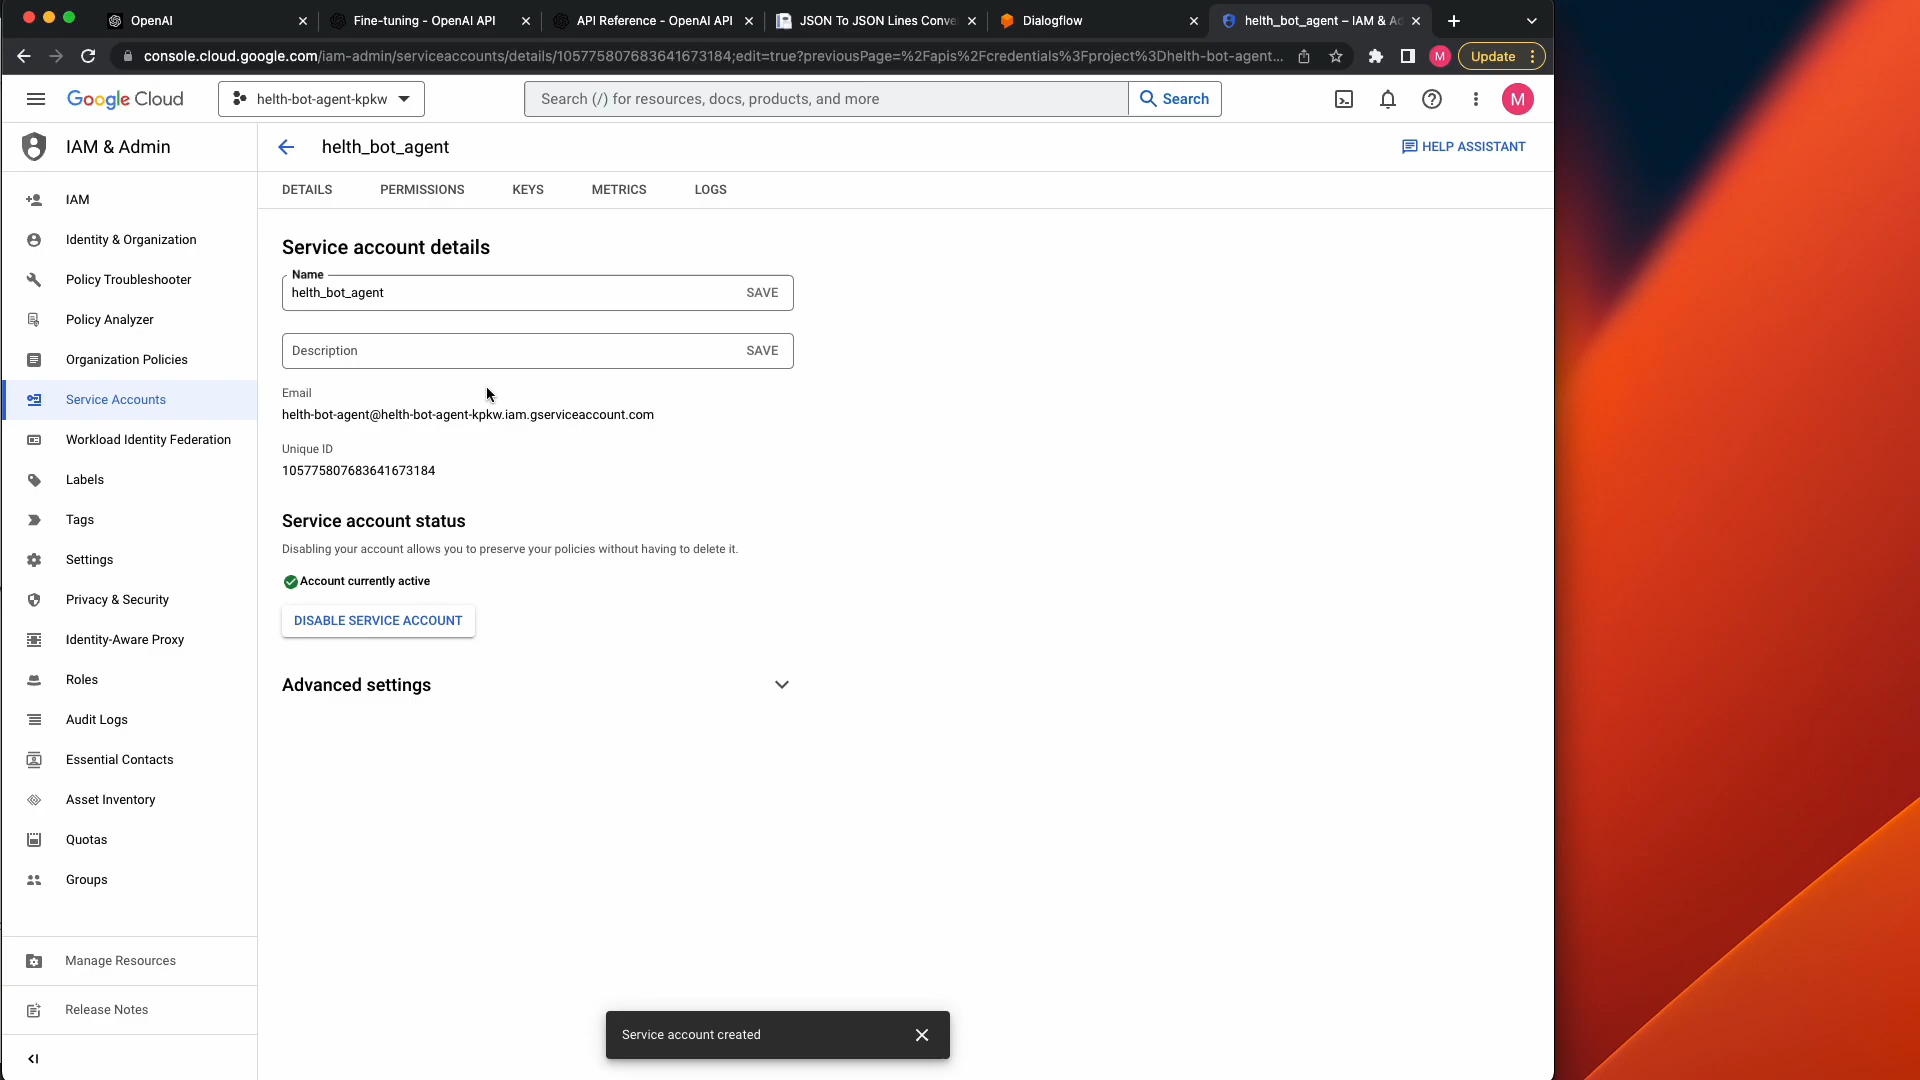 OpenAI
Fine-tuning - OpenAI API
API Reference - OpenAI API
JSON To JSON Lines Conve
Dialogflow
helth_bot_agent – IAM & Ad
console.cloud.google.com/iam-admin/serviceaccounts/details/105775807683641673184;edit=true?previousPage=%2Fapis%2Fcredentials%3Fproject%3Dhelth-bot-agent...
M
Update
Google Cloud
helth-bot-agent-kpkw
Search (/) for resources, docs, products, and more
Search
M
IAM & Admin
helth_bot_agent
HELP ASSISTANT
DETAILS
PERMISSIONS
KEYS
METRICS
LOGS
IAM
Identity & Organization
Policy Troubleshooter
Policy Analyzer
Organization Policies
Service Accounts
Workload Identity Federation
Labels
Tags
Settings
Privacy & Security
Identity-Aware Proxy
Roles
Audit Logs
Essential Contacts
Asset Inventory
Quotas
Groups
Manage Resources
Release Notes
Service account details
Name
helth_bot_agent
SAVE
Description
SAVE
Email
helth-bot-agent@helth-bot-agent-kpkw.iam.gserviceaccount.com
Unique ID
105775807683641673184
Service account status
Disabling your account allows you to preserve your policies without having to delete it.
Account currently active
DISABLE SERVICE ACCOUNT
Advanced settings
Service account created